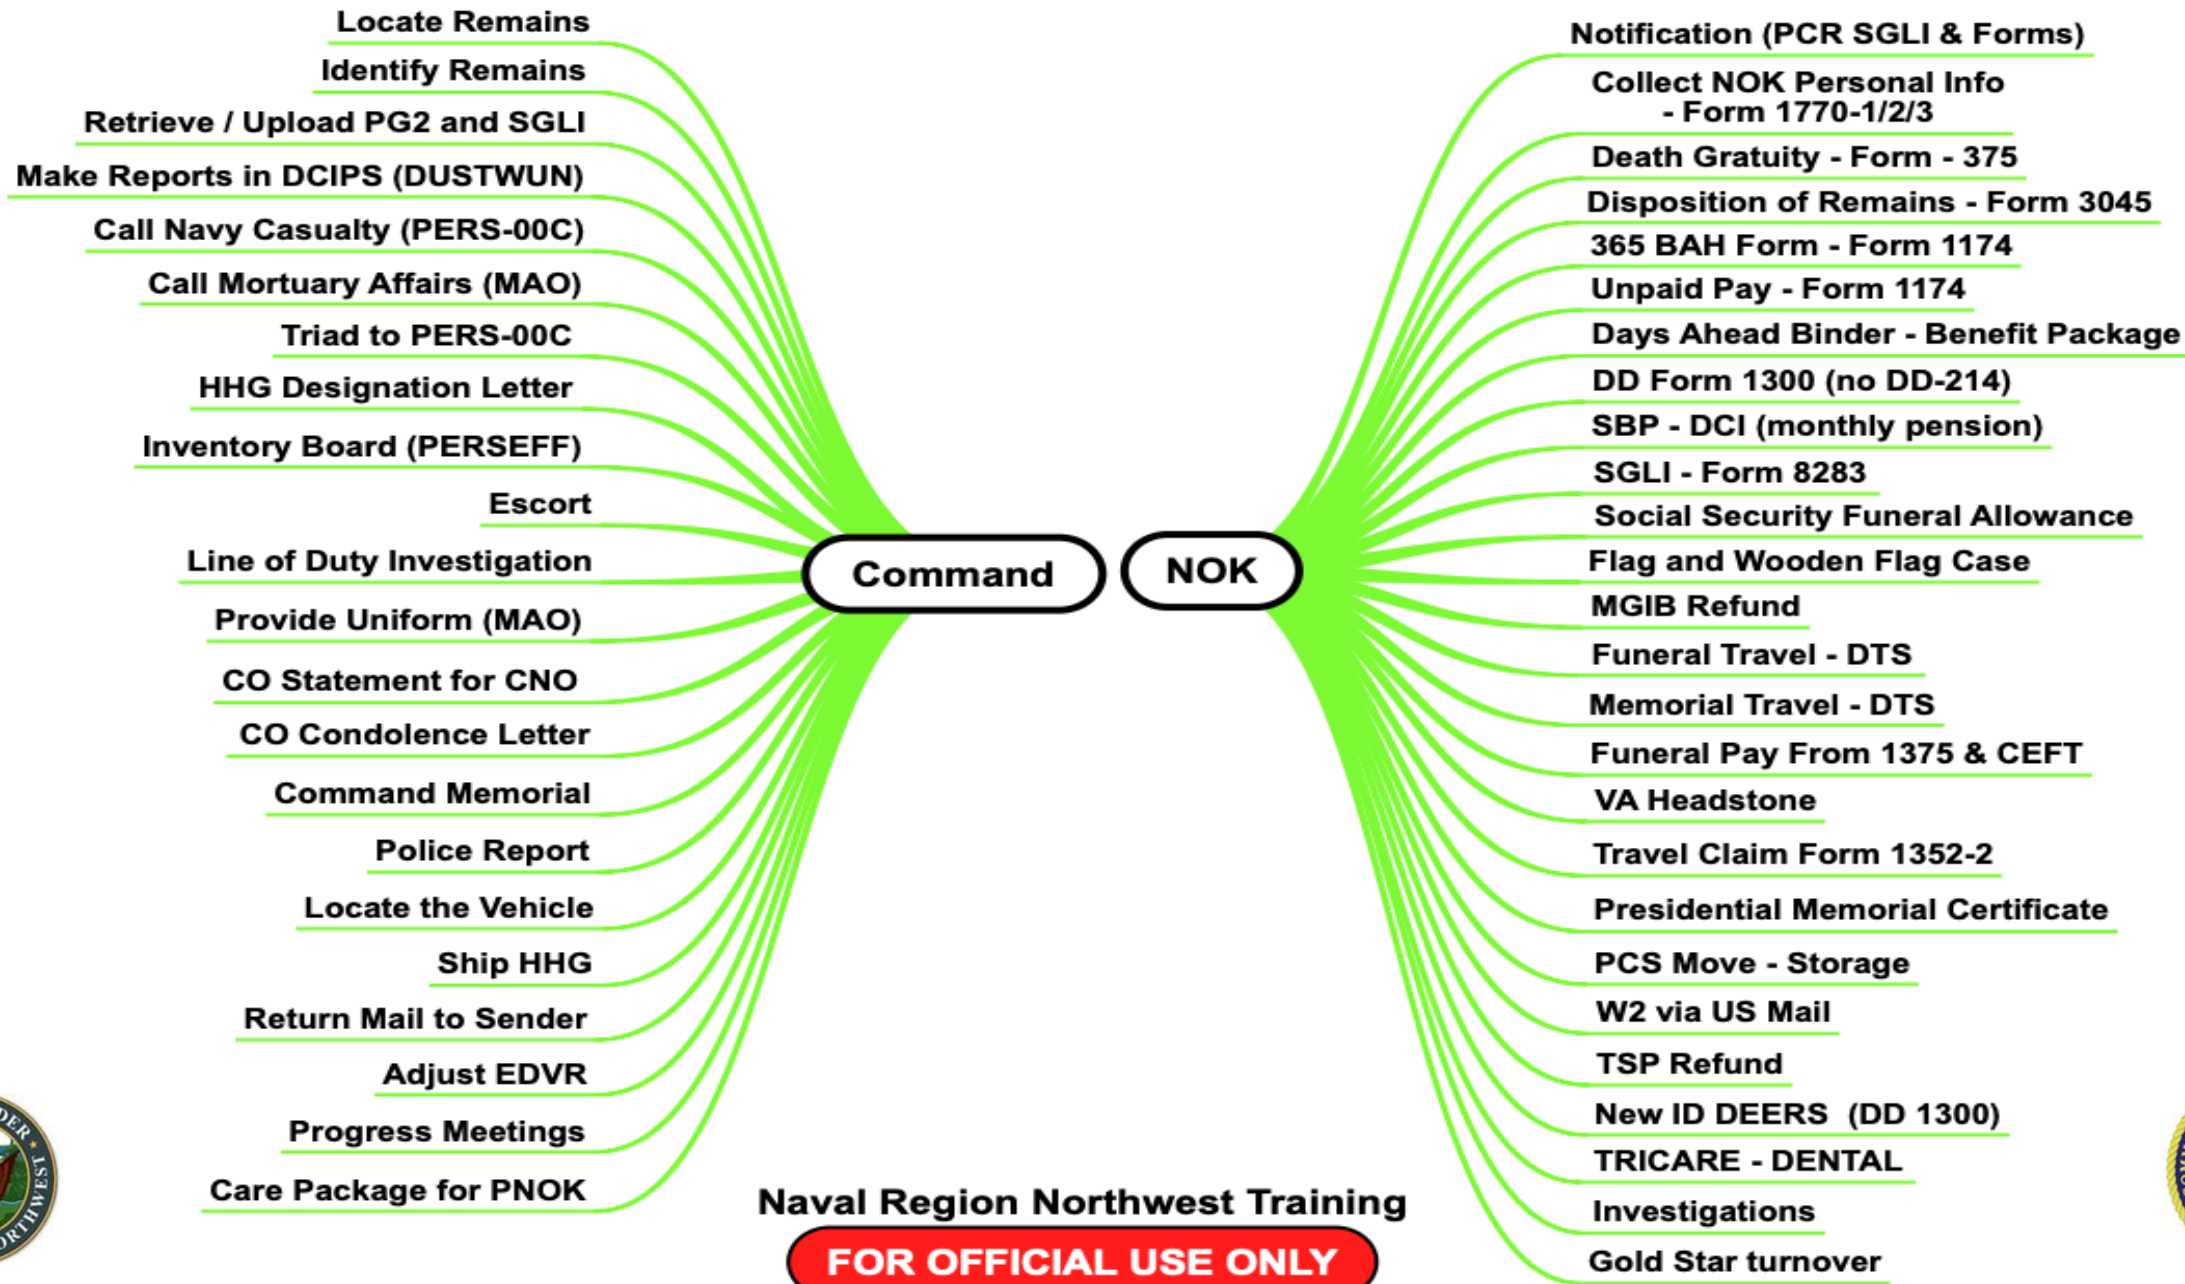 Locate Remains
Identify Remains
Retrieve / Upload PG2 and SGLI
Make Reports in DCIPS (DUSTWUN)
Call Navy Casualty (PERS-00C)
Call Mortuary Affairs (MAO)
Triad to PERS-00C
HHG Designation Letter
Inventory Board (PERSEFF)
Escort
Line of Duty Investigation
Provide Uniform (MAO)
CO Statement for CNO
CO Condolence Letter
Command Memorial
Police Report
Locate the Vehicle
Ship HHG
Return Mail to Sender
Adjust EDVR
Progress Meetings
Care Package for PNOK
Command
NOK
Notification (PCR SGLI & Forms)
Collect NOK Personal Info
- Form 1770-1/2/3
Death Gratuity - Form - 375
Disposition of Remains - Form 3045
365 BAH Form - Form 1174
Unpaid Pay - Form 1174
Days Ahead Binder - Benefit Package
DD Form 1300 (no DD-214)
SBP - DCI (monthly pension)
SGLI - Form 8283
Social Security Funeral Allowance
Flag and Wooden Flag Case
MGIB Refund
Funeral Travel - DTS
Memorial Travel - DTS
Funeral Pay From 1375 & CEFT
VA Headstone
Travel Claim Form 1352-2
Presidential Memorial Certificate
PCS Move - Storage
W2 via US Mail
TSP Refund
New ID DEERS (DD 1300)
TRICARE - DENTAL
Investigations
Gold Star turnover
Naval Region Northwest Training
FOR OFFICIAL USE ONLY